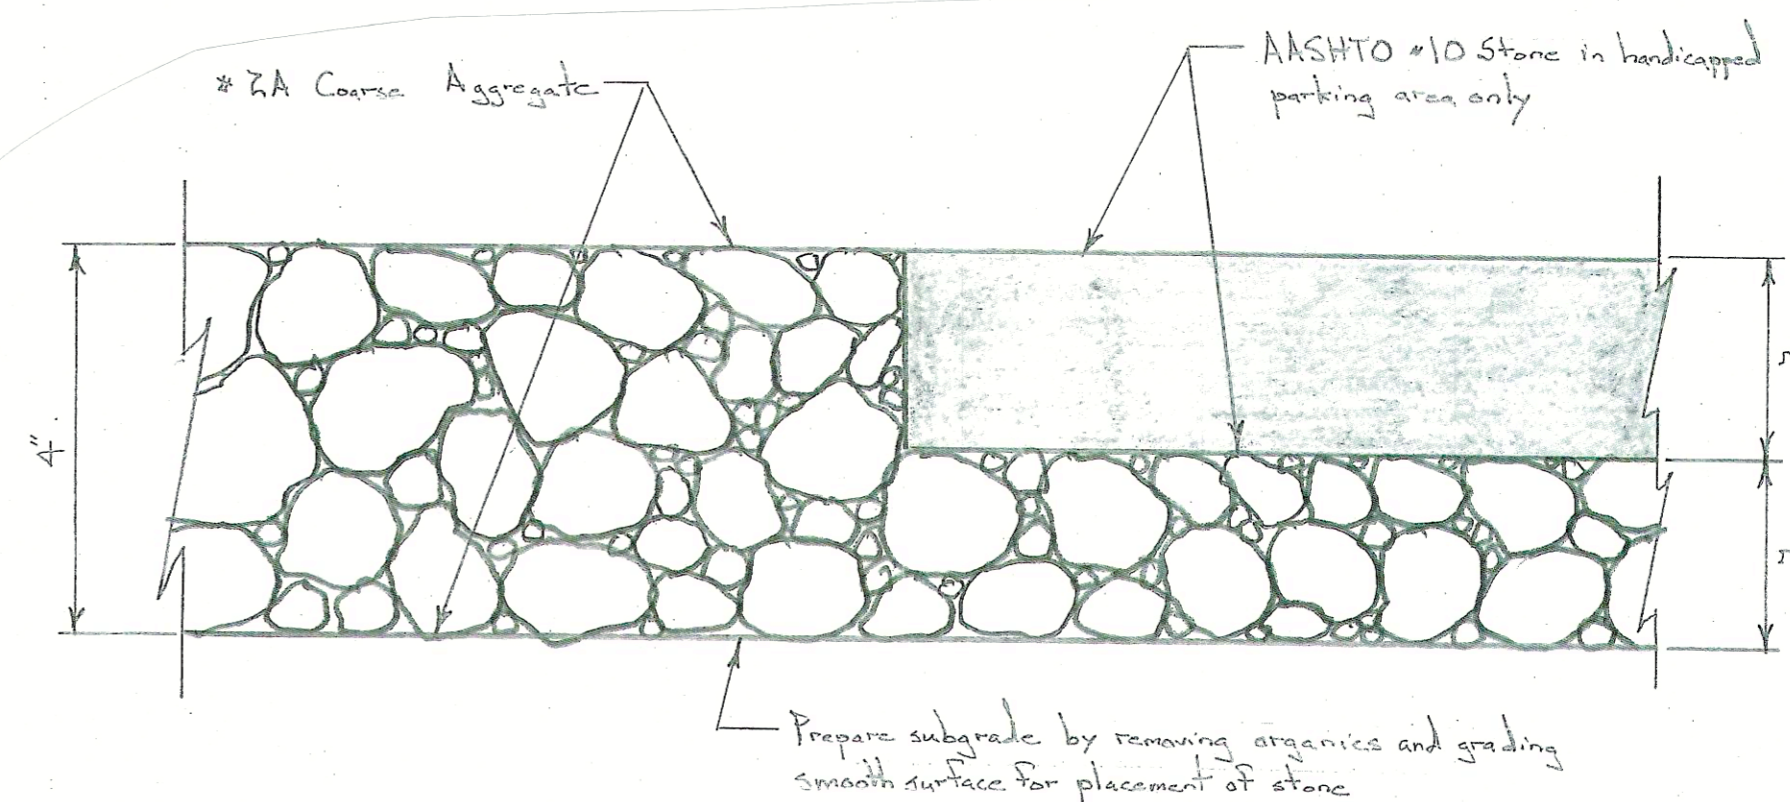 * 2A Coarse Aggregate
AASHTO #10 Stone in handicapped
parking area only
4"
Prepare subgrade by removing organics and grading
smooth surface for placement of stone